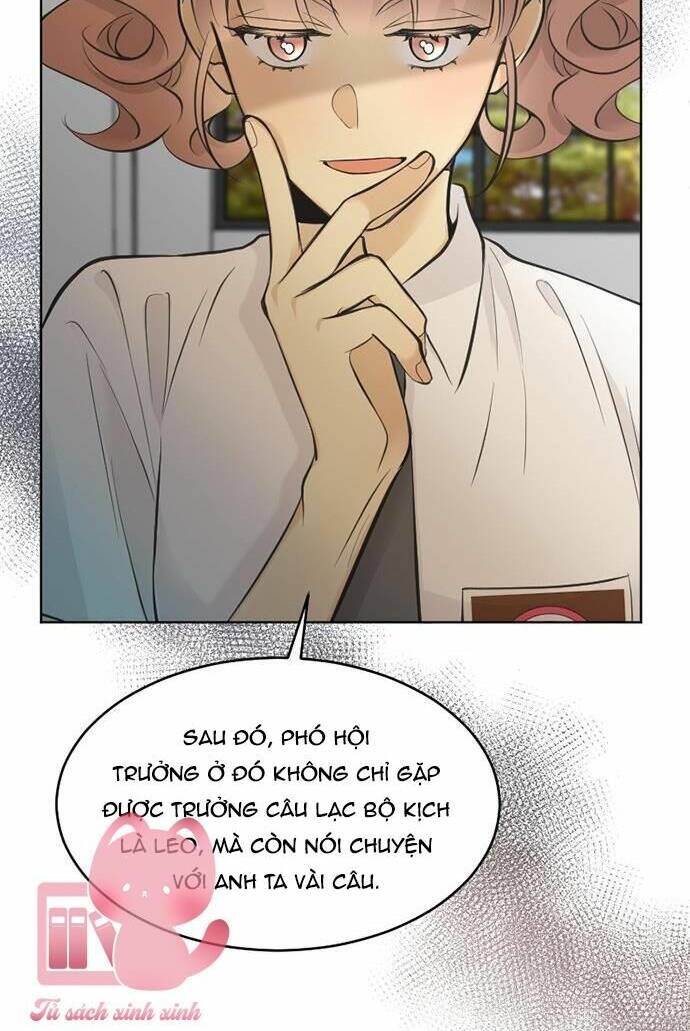 SAU ĐÓ, PHÓ HỘI
TRƯỞNG Ở ĐÓ KHÔNG CHỈ GẶP
ĐƯỢC TRƯỞNG CÂU LẠC BỘ KỊCH
LÀ LEO, MÀ CÒN NÓI CHUYỆN
VỚI ANH TA VÀI CÂU.
Tủ sách xinh xinh